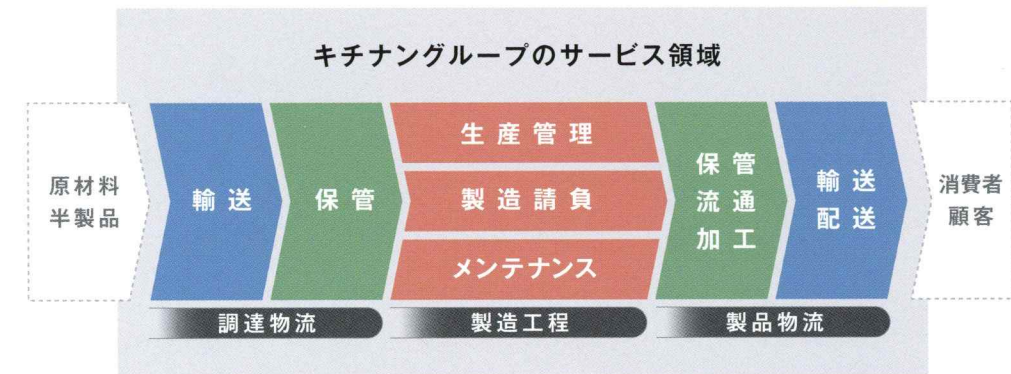 キチナングループのサービス領域
原材料
半製品
輸送
保管
生産管理
製造請負
メンテナンス
保管
流通
加工
輸送
配送
消費者
顧客
調達物流
製造工程
製品物流